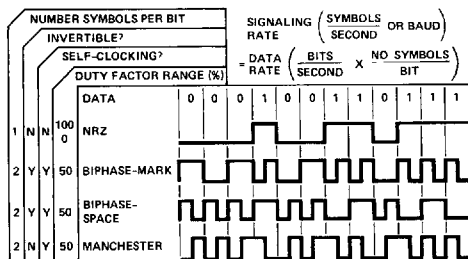 NUMBER SYMBOLS PER BIT
INVERTIBLE?
SELF-CLOCKING?
DUTY FACTOR RANGE (%)
SIGNALING RATE (SYMBOLS/SECOND OR BAUD)
= DATA RATE (BITS/SECOND X NO SYMBOLS/BIT)
DATA 0 0 0 1 0 0 1 1 0 1 1 1
1 N N 100 0 NRZ
2 Y Y 50 BIPHASE-MARK
2 Y Y 50 BIPHASE-SPACE
2 N Y 50 MANCHESTER